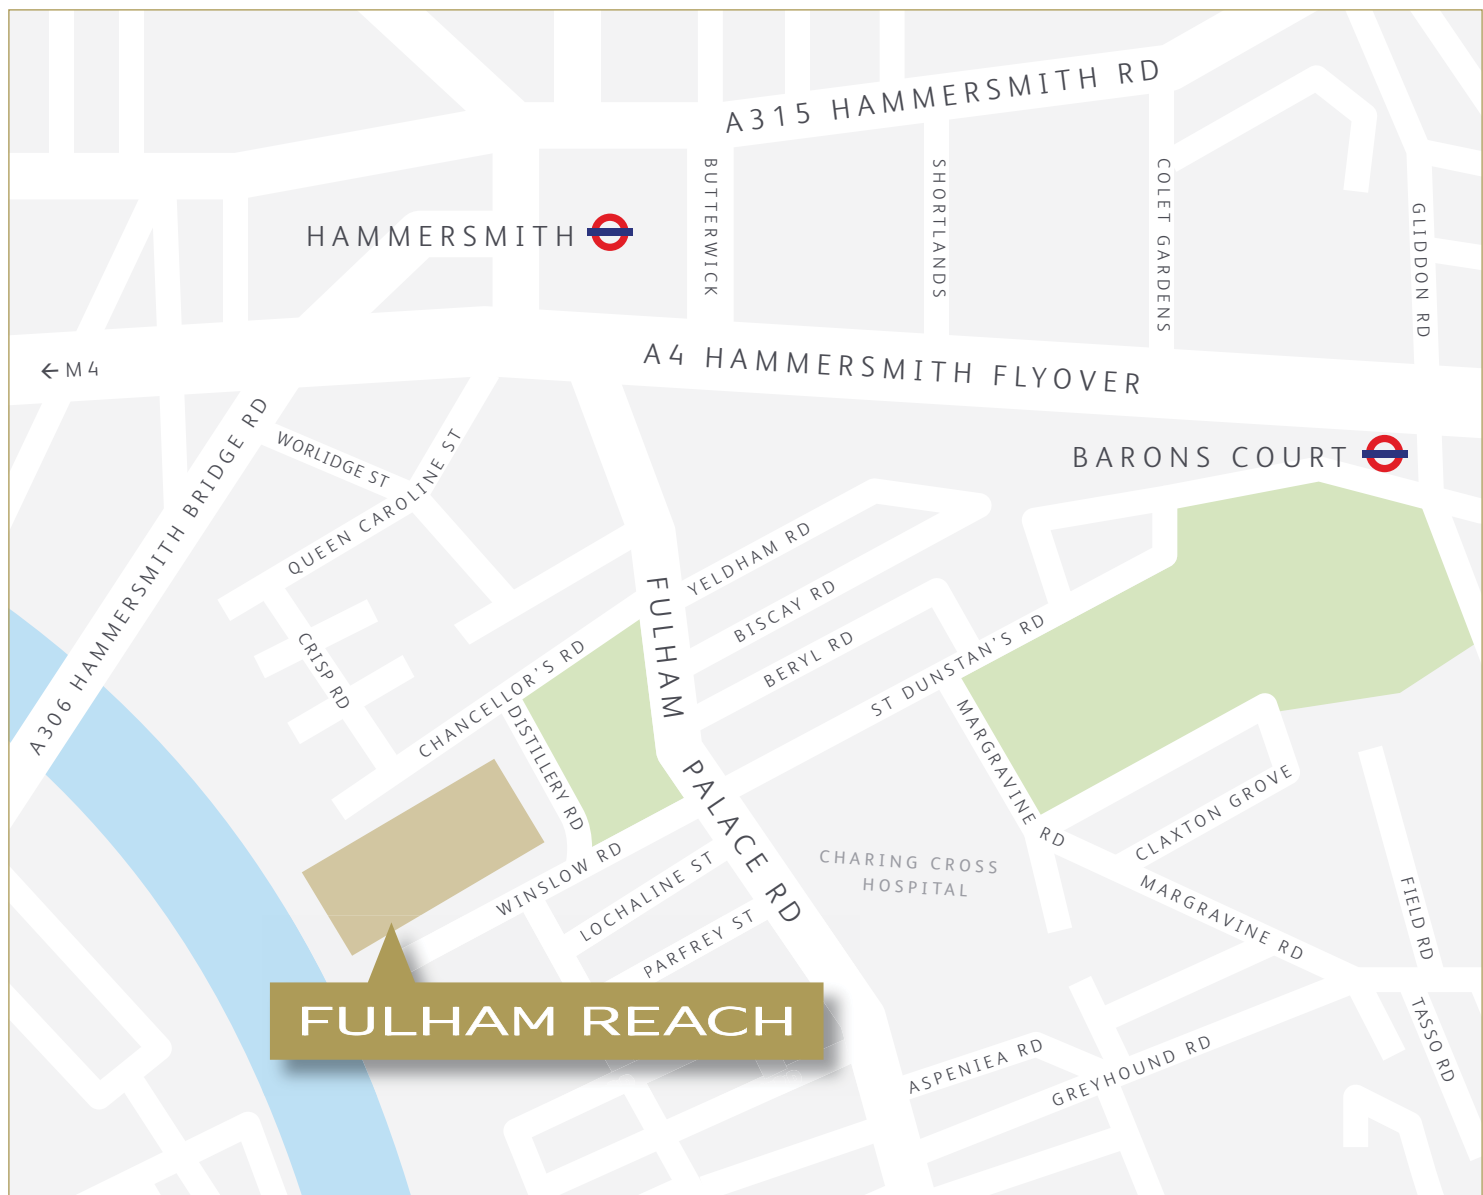 A315 HAMMERSMITH RD
BUTTERWICK
SHORTLANDS
COLET GARDENS
GLIDDON RD
HAMMERSMITH
← M4
A4 HAMMERSMITH FLYOVER
BARONS COURT
A306 HAMMERSMITH BRIDGE RD
WORLIDGE ST
QUEEN CAROLINE ST
CRISP RD
CHANCELLOR'S RD
DISTILLERY RD
FULHAM PALACE RD
YELDHAM RD
BISCAY RD
BERYL RD
ST DUNSTAN'S RD
MARGRAVINE RD
CLAXTON GROVE
CHARING CROSS
HOSPITAL
MARGRAVINE RD
FIELD RD
TASSO RD
WINSLOW RD
LOCHALINE ST
PARFREY ST
FULHAM REACH
ASPENIEA RD
GREYHOUND RD